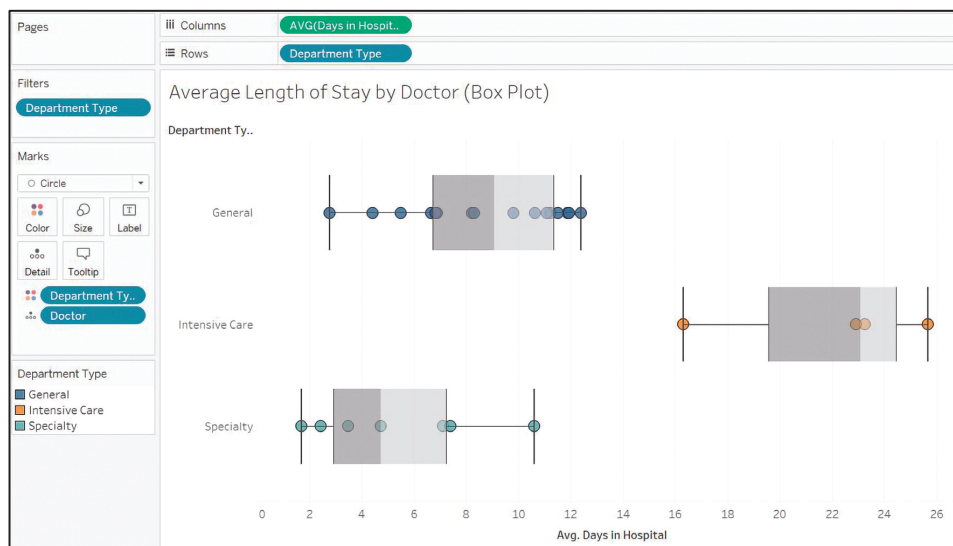 Pages
iii Columns
AVG(Days in Hospit..
Rows
Department Type
Filters
Department Type
Marks
Circle
Color
Size
T
Label
Detail
Tooltip
Department Ty..
Doctor
Department Type
General
Intensive Care
Specialty
Average Length of Stay by Doctor (Box Plot)
Department Ty..
General
Intensive Care
Specialty
0 2 4 6 8 10 12 14 16 18 20 22 24 26
Avg. Days in Hospital